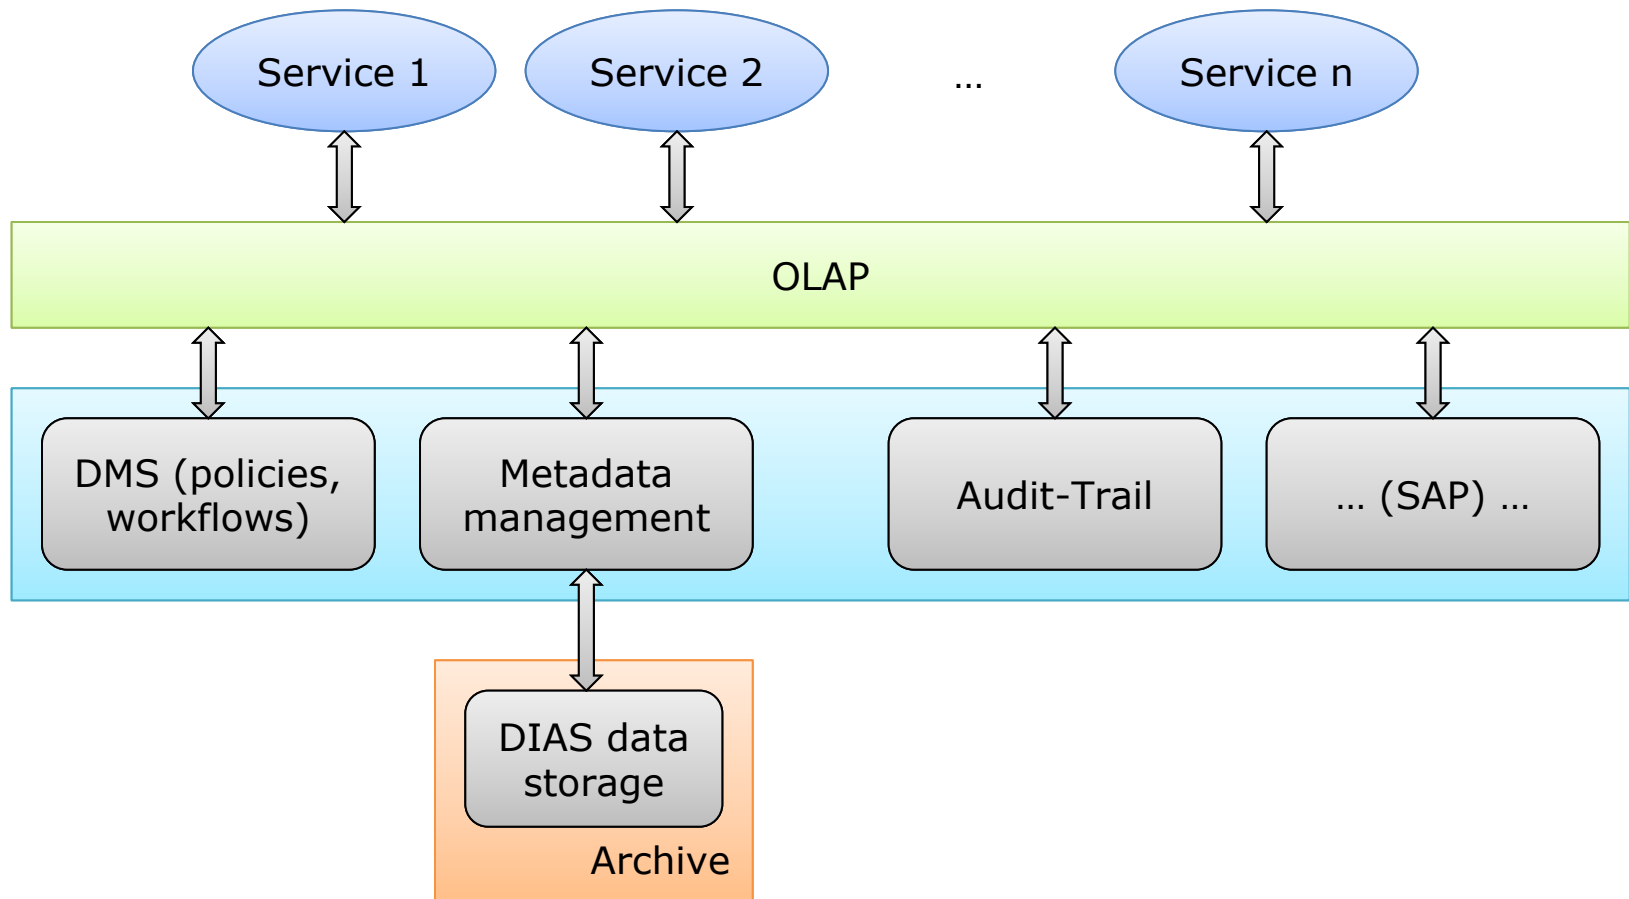 Service 1
Service 2
...
Service n
OLAP
DMS (policies,
workflows)
Metadata
management
Audit-Trail
... (SAP) ...
DIAS data
storage
Archive